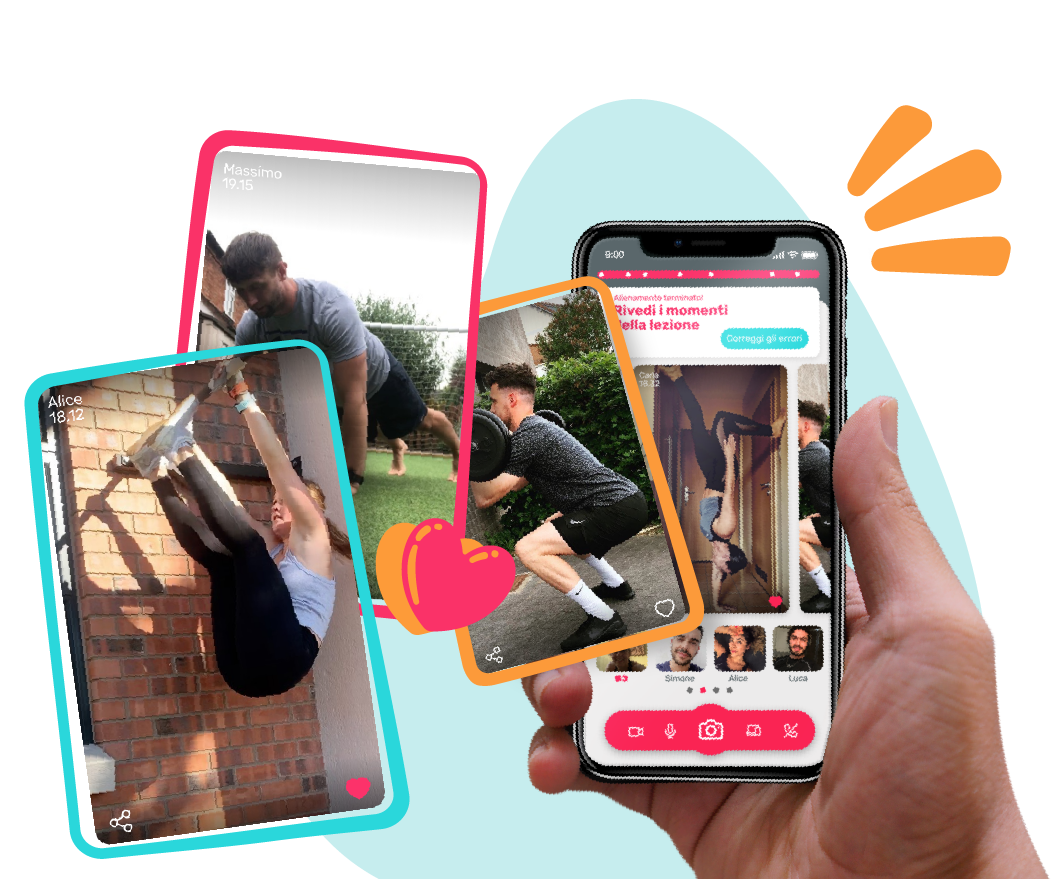 Massimo
19.15
Alice
18.12
9:00
Allenamento terminato!
Rivedi i momenti
della lezione
Correggi gli errori
Carla
18.12
Simone
Alice
Luca